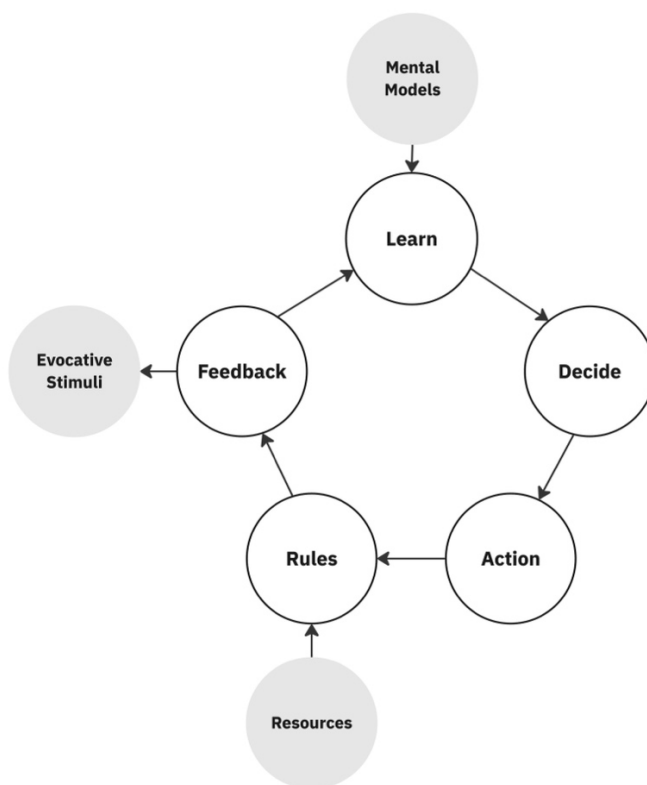 Mental
Models
Learn
Evocative
Stimuli
Feedback
Decide
Rules
Action
Resources